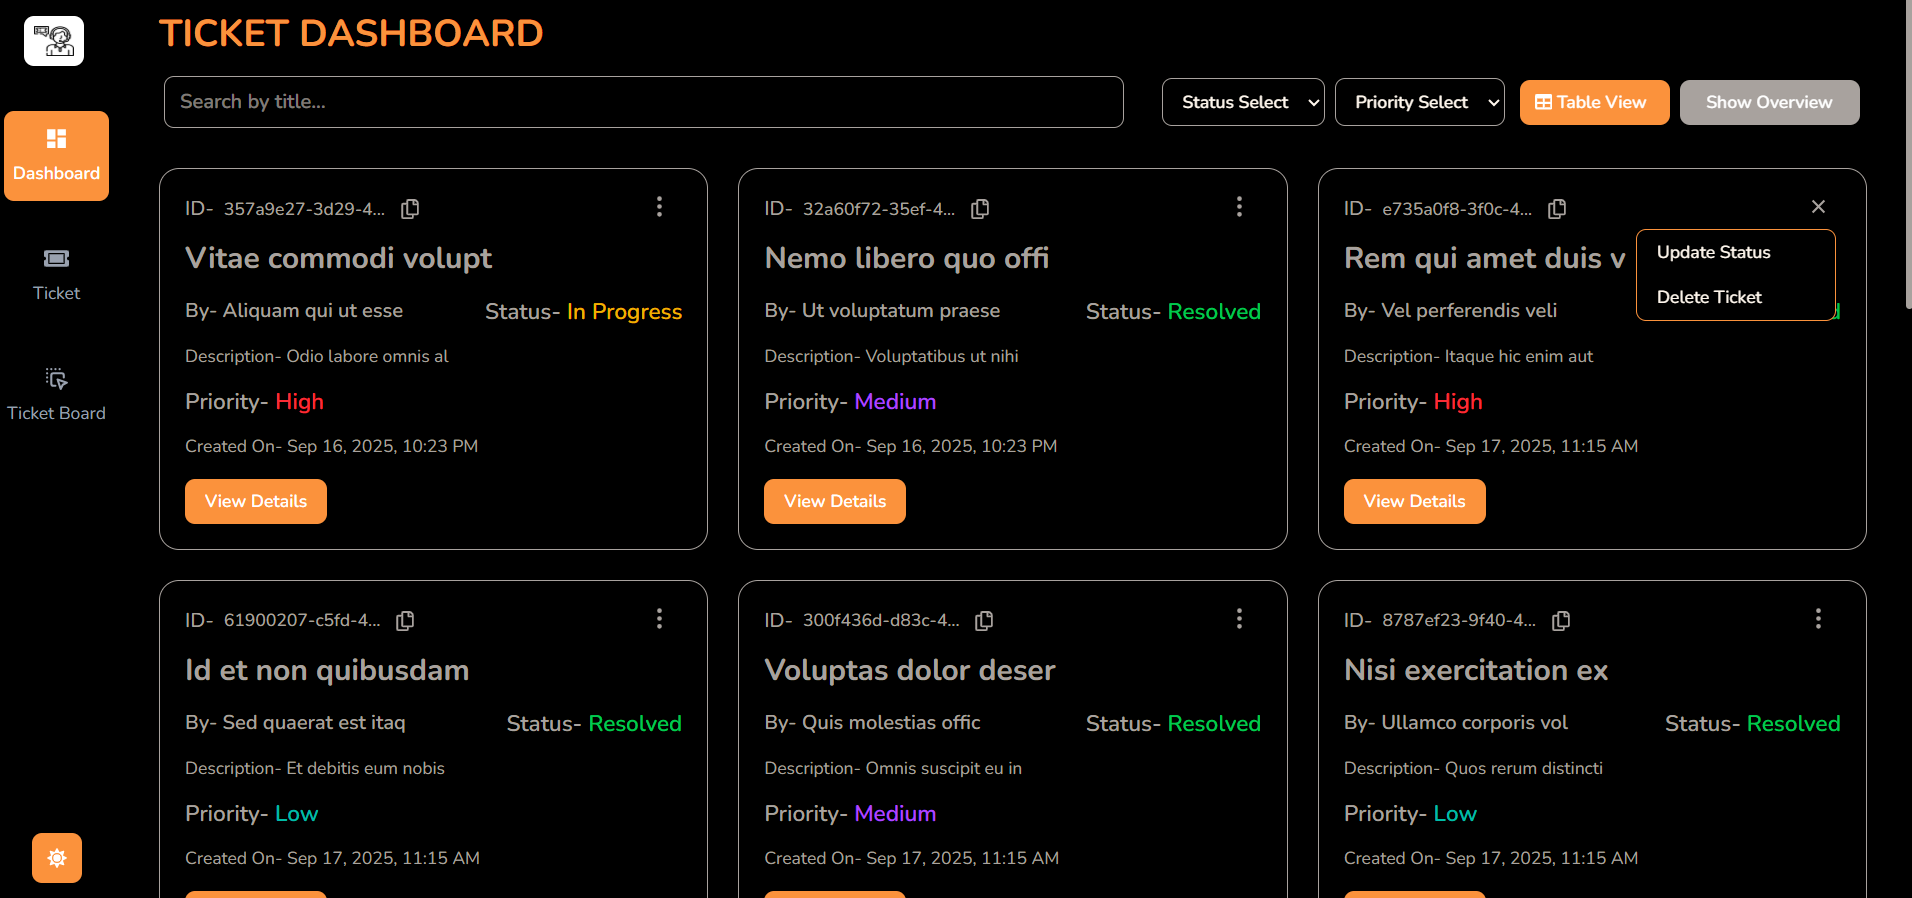 TICKET DASHBOARD
Search by title...
Status Select
Priority Select
Table View
Show Overview
Dashboard
Ticket
Ticket Board
ID- 357a9e27-3d29-4...
Vitae commodi volupt
By- Aliquam qui ut esse
Status- In Progress
Description- Odio labore omnis al
Priority- High
Created On- Sep 16, 2025, 10:23 PM
View Details
ID- 32a60f72-35ef-4...
Nemo libero quo offi
By- Ut voluptatum praese
Status- Resolved
Description- Voluptatibus ut nihi
Priority- Medium
Created On- Sep 16, 2025, 10:23 PM
View Details
ID- e735a0f8-3f0c-4...
Rem qui amet duis v
Update Status
Delete Ticket
By- Vel perferendis veli
Description- Itaque hic enim aut
Priority- High
Created On- Sep 17, 2025, 11:15 AM
View Details
ID- 61900207-c5fd-4...
Id et non quibusdam
By- Sed quaerat est itaq
Status- Resolved
Description- Et debitis eum nobis
Priority- Low
Created On- Sep 17, 2025, 11:15 AM
ID- 300f436d-d83c-4...
Voluptas dolor deser
By- Quis molestias offic
Status- Resolved
Description- Omnis suscipit eu in
Priority- Medium
Created On- Sep 17, 2025, 11:15 AM
ID- 8787ef23-9f40-4...
Nisi exercitation ex
By- Ullamco corporis vol
Status- Resolved
Description- Quos rerum distincti
Priority- Low
Created On- Sep 17, 2025, 11:15 AM